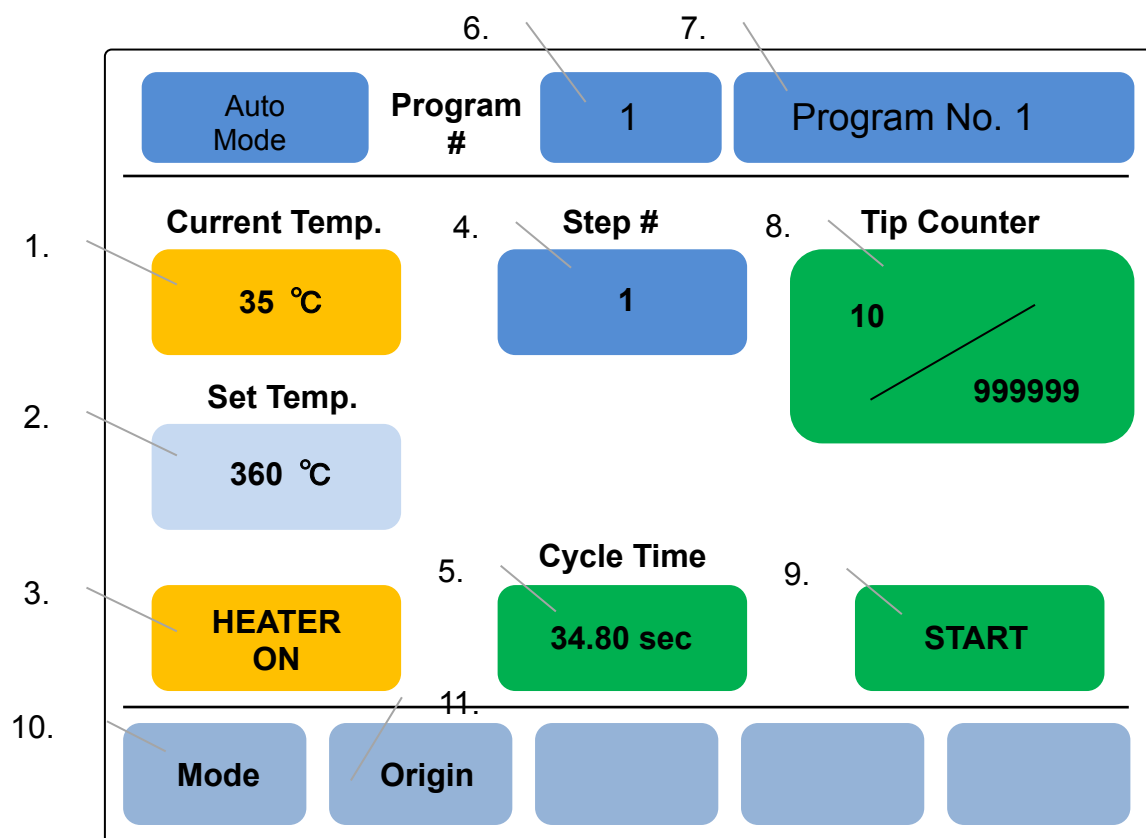 6.
7.
Auto
Mode
Program
#
1
Program No. 1
1.
Current Temp.
35 ℃
4.
Step #
1
8.
Tip Counter
10
999999
2.
Set Temp.
360 ℃
3.
HEATER
ON
5.
Cycle Time
34.80 sec
9.
START
10.
Mode
11.
Origin